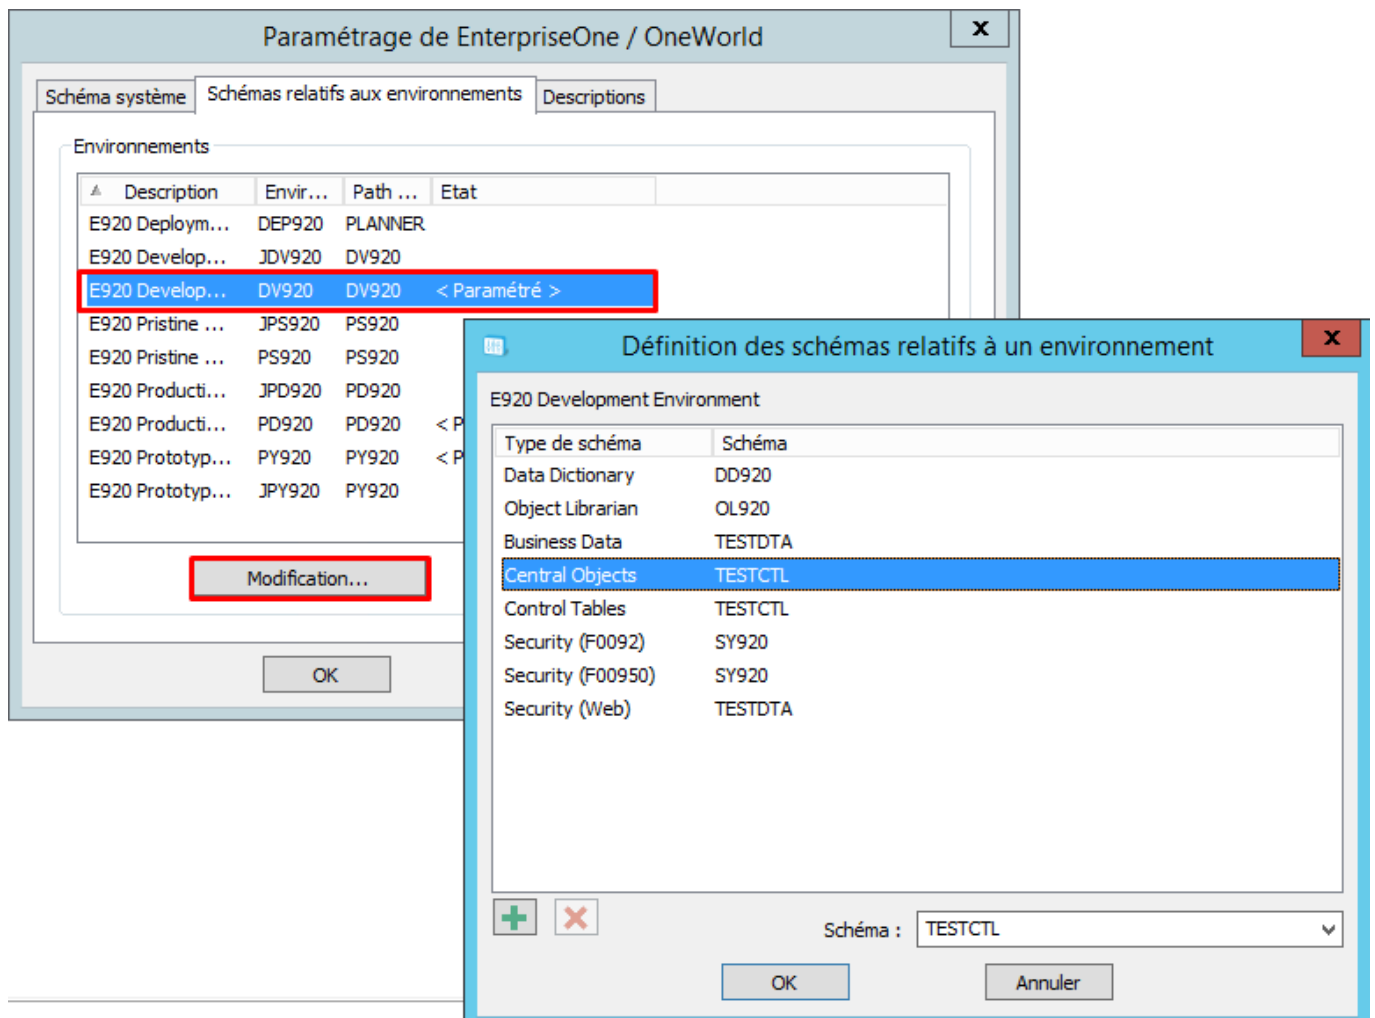 Paramétrage de EnterpriseOne / OneWorld
x
Schéma système Schémas relatifs aux environnements Descriptions
Environnements
Description Envir... Path ... Etat
E920 Deploym... DEP920 PLANNER
E920 Develop... JDV920 DV920
E920 Develop... DV920 DV920 < Paramétré >
E920 Pristine ... JPS920 PS920
E920 Pristine ... PS920 PS920
E920 Producti... JPD920 PD920
E920 Producti... PD920 PD920 < P
E920 Prototyp... PY920 PY920 < P
E920 Prototyp... JPY920 PY920
Modification...
OK
Définition des schémas relatifs à un environnement
x
E920 Development Environment
Type de schéma Schéma
Data Dictionary DD920
Object Librarian OL920
Business Data TESTDTA
Central Objects TESTCTL
Control Tables TESTCTL
Security (F0092) SY920
Security (F00950) SY920
Security (Web) TESTDTA
Schéma : TESTCTL
OK Annuler